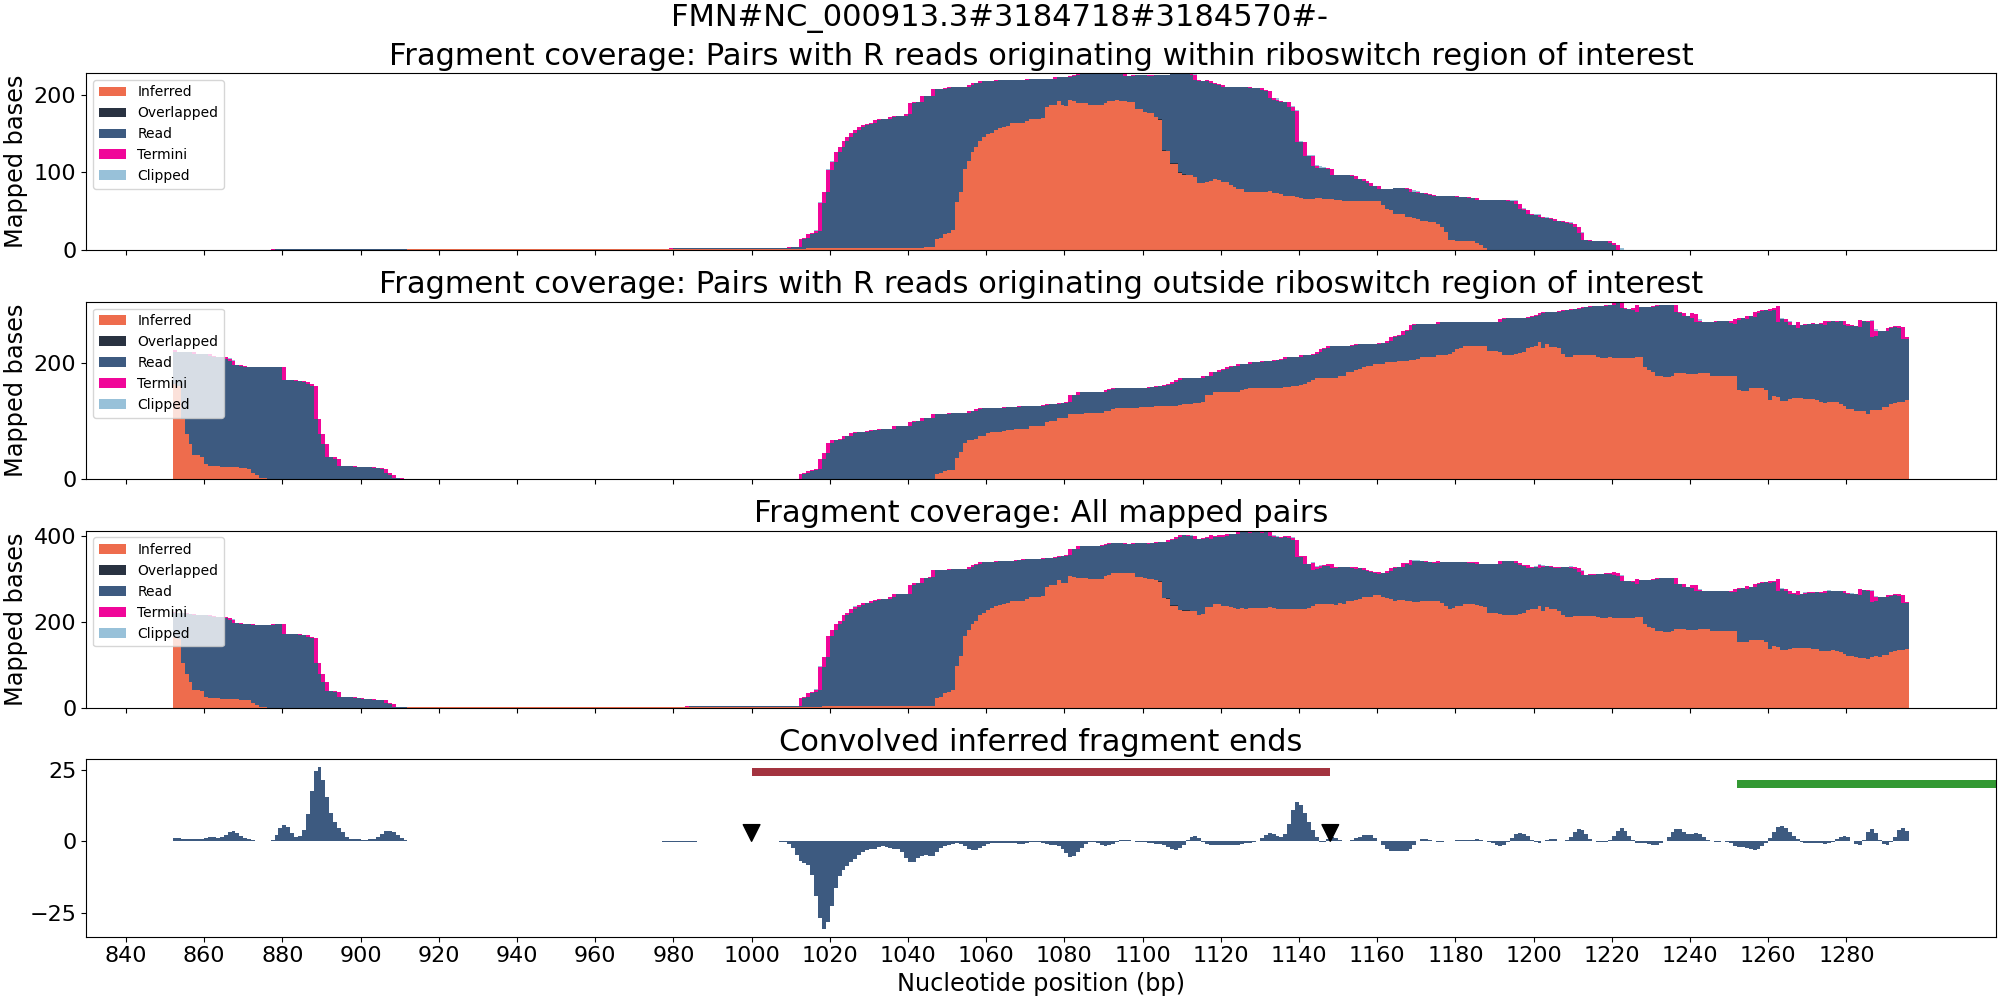 FMN#NC_000913.3#3184718#3184570#-
Fragment coverage: Pairs with R reads originating within riboswitch region of interest
Mapped bases
200
100
0
Inferred
Overlapped
Read
Termini
Clipped
Fragment coverage: Pairs with R reads originating outside riboswitch region of interest
Mapped bases
200
0
Inferred
Overlapped
Read
Termini
Clipped
Fragment coverage: All mapped pairs
Mapped bases
400
200
0
Inferred
Overlapped
Read
Termini
Clipped
Convolved inferred fragment ends
25
0
−25
840 860 880 900 920 940 960 980 1000 1020 1040 1060 1080 1100 1120 1140 1160 1180 1200 1220 1240 1260 1280
Nucleotide position (bp)